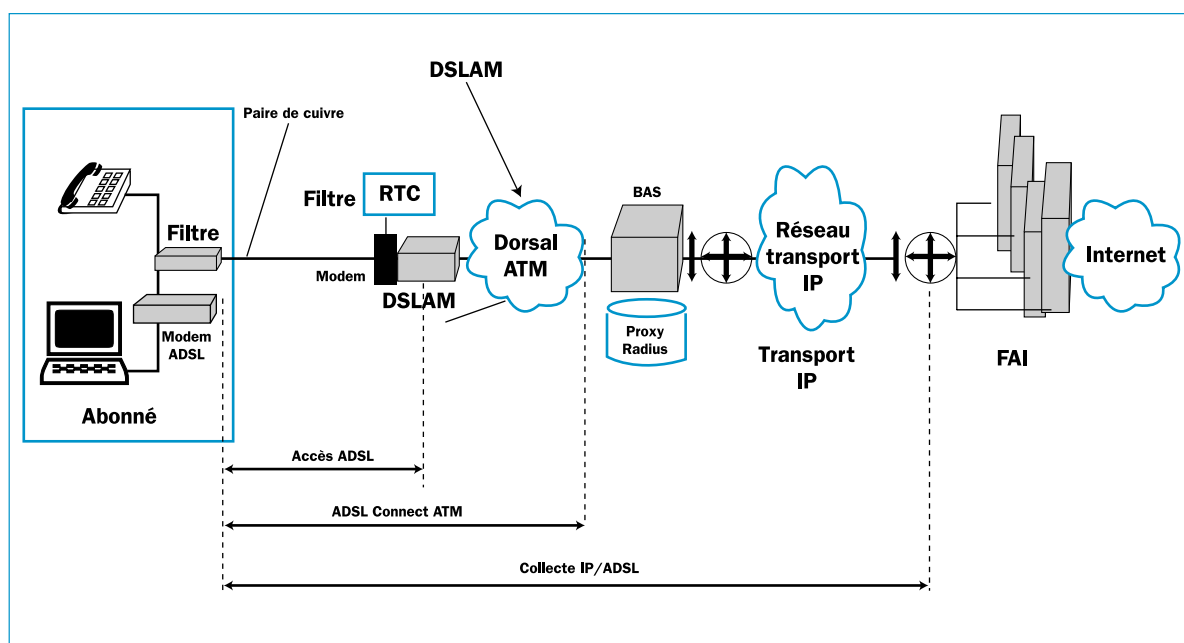 DSLAM
Paire de cuivre
Filtre
RTC
Filtre
BAS
Dorsal
ATM
Réseau
transport
IP
Internet
Modem
DSLAM
Modem
ADSL
Proxy
Radius
Transport
IP
FAI
Abonné
Accès ADSL
ADSL Connect ATM
Collecte IP/ADSL